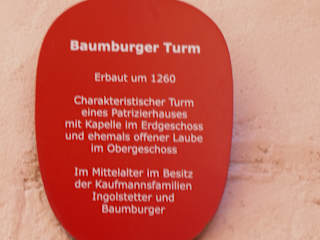 Baumburger Turm
Erbaut um 1260
Charakteristischer Turm
eines Patrizierhauses
mit Kapelle im Erdgeschoss
und ehemals offener Laube
im Obergeschoss
Im Mittelalter im Besitz
der Kaufmannsfamilien
Ingolstetter und
Baumburger